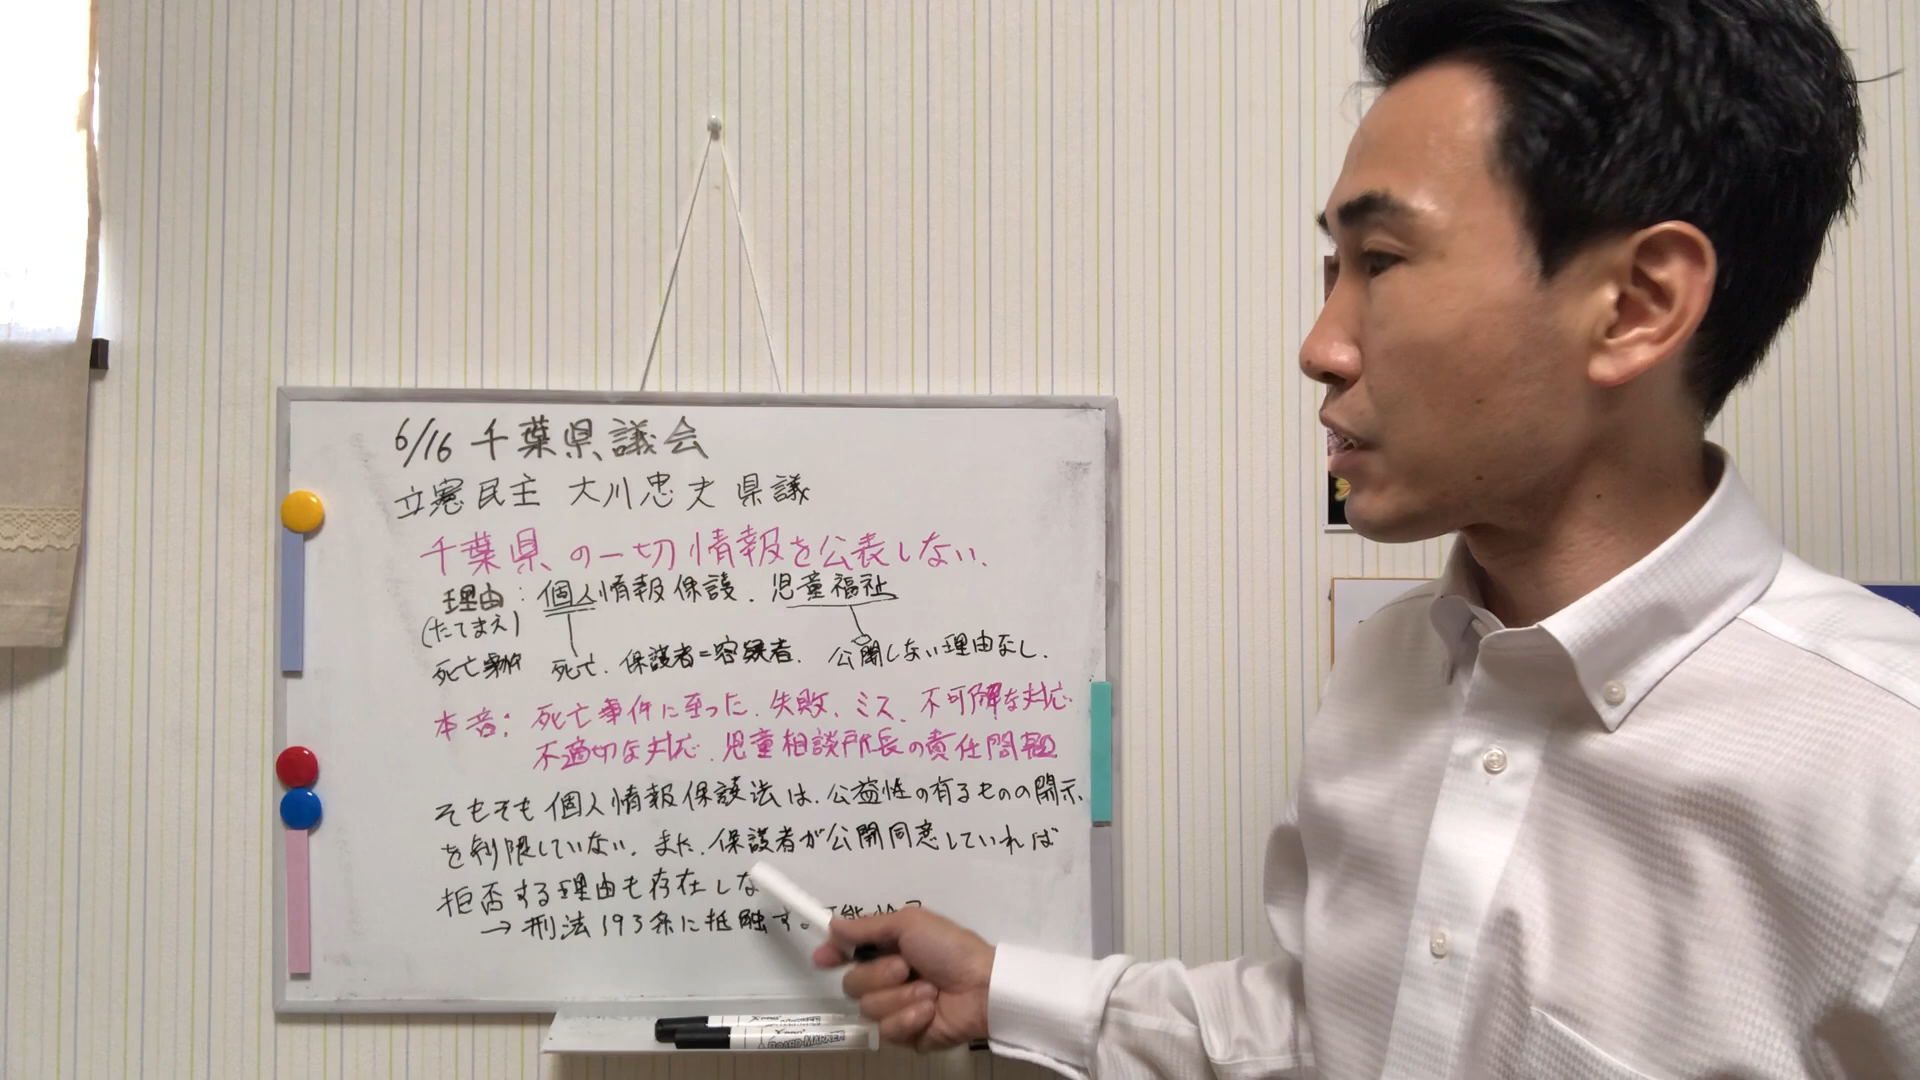 6/16 千葉県議会
立憲民主 大川忠夫 県議
千葉県の一切情報を公表しない.
理由:個人情報保護.児童福祉
(たてまえ)
死亡事件 死亡.保護者=容疑者. 公開しない理由なし.
本音: 死亡事件に至った.失敗.ミス.不可解な対応
不適切な対応.児童相談所長の責任問題
そもそも個人情報保護法は.公益性の有るものの開示
を制限していない.また.保護者が公開同意していれば
拒否する理由も存在しな
→刑法193条に抵触する
BOARD-MARKER